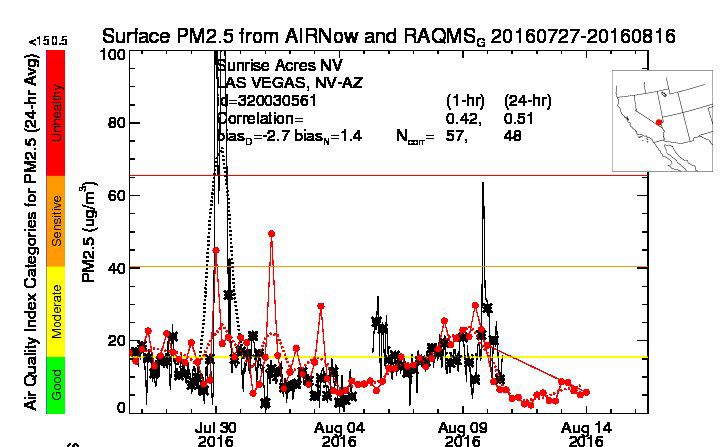 Surface PM2.5 from AIRNow and RAQMSG 20160727-20160816
<150.5
Air Quality Index Categories for PM2.5 (24-hr Avg)
Unhealthy
Sensitive
Moderate
Good
PM2.5 (ug/m3)
100
80
60
40
20
0
Sunrise Acres NV
LAS VEGAS, NV-AZ
id=320030561 (1-hr) (24-hr)
Correlation= 0.42, 0.51
biasD=-2.7 biasN=1.4 Ncorr= 57, 48
Jul 30 Aug 04 Aug 09 Aug 14
2016 2016 2016 2016